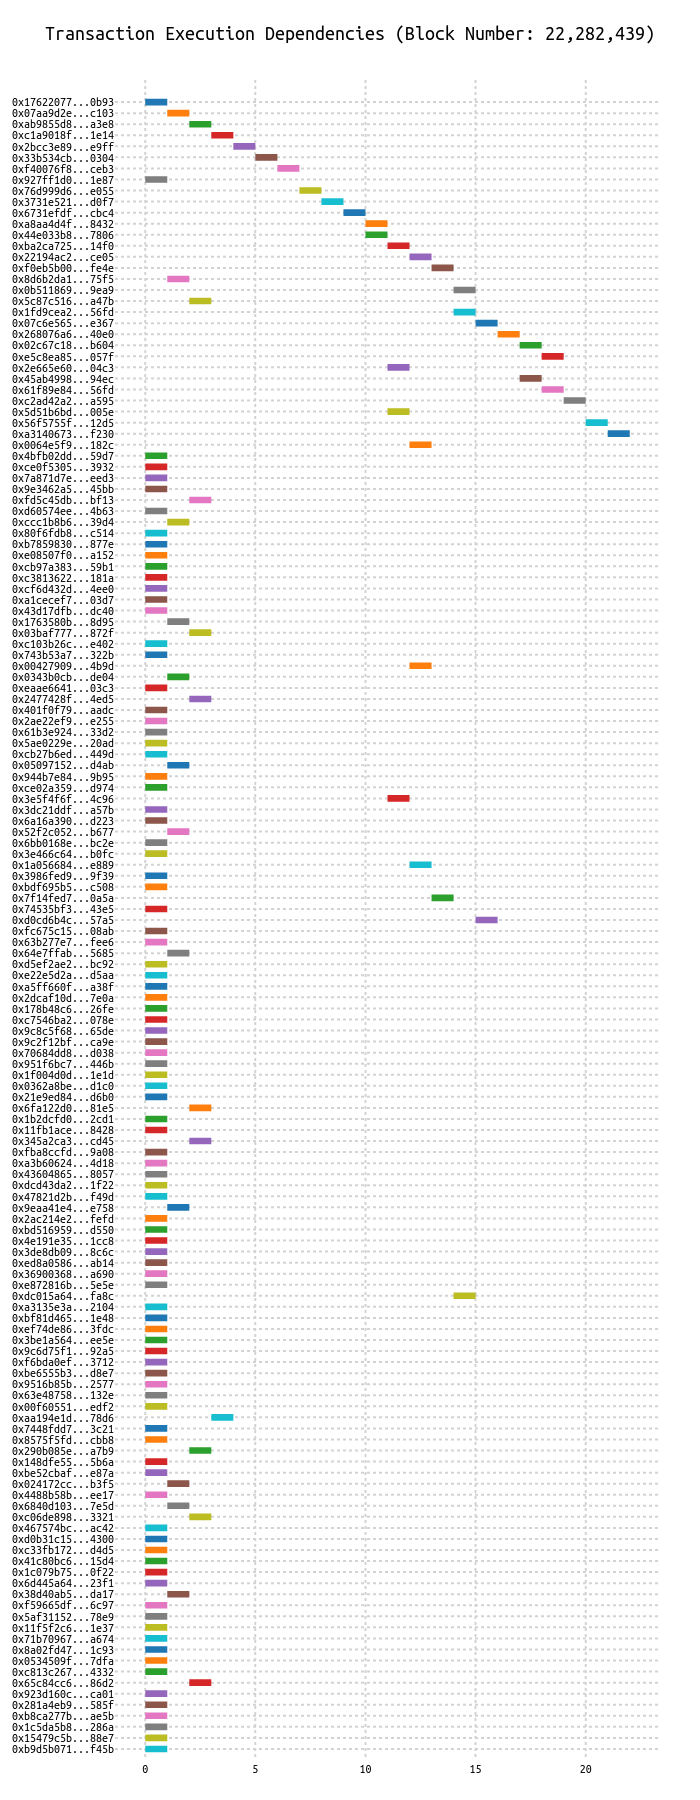 Transaction Execution Dependencies (Block Number: 22,282,439)
0x17622077...0b93
0x07aa9d2e...c103
0xab9855d8...a3e8
0xc1a9018f...1e14
0x2bcc3e89...e9ff
0x33b534cb...0304
0xf40076f8...ceb3
0x927ff1d0...1e87
0x76d999d6...e055
0x3731e521...d0f7
0x6731efdf...cbc4
0xa8aa4d4f...8432
0x44e033b8...7806
0xba2ca725...14f0
0x22194ac2...ce05
0xf0eb5b00...fe4e
0x8d6b2da1...75f5
0x0b511869...9ea9
0x5c87c516...a47b
0x1fd9cea2...56fd
0x07c6e565...e367
0x268076a6...40e0
0x02c67c18...b604
0xe5c8ea85...057f
0x2e665e60...04c3
0x45ab4998...94ec
0x61f89e84...56fd
0xc2ad42a2...a595
0x5d51b6bd...005e
0x56f5755f...12d5
0xa3140673...f230
0x0064e5f9...182c
0x4bfb02dd...59d7
0xce0f5305...3932
0x7a871d7e...eed3
0x9e3462a5...45bb
0xfd5c45db...bf13
0xd60574ee...4b63
0xccc1b8b6...39d4
0x80f6fdb8...c514
0xb7859830...877e
0xe08507f0...a152
0xcb97a383...59b1
0xc3813622...181a
0xcf6d432d...4ee0
0xa1cecef7...03d7
0x43d17dfb...dc40
0x1763580b...8d95
0x03baf777...872f
0xc103b26c...e402
0x743b53a7...322b
0x00427909...4b9d
0x0343b0cb...de04
0xeaae6641...03c3
0x2477428f...4ed5
0x401f0f79...aadc
0x2ae22ef9...e255
0x61b3e924...33d2
0x5ae0229e...20ad
0xcb27b6ed...449d
0x05097152...d4ab
0x944b7e84...9b95
0xce02a359...d974
0x3e5f4f6f...4c96
0x3dc21ddf...a57b
0x6a16a390...d223
0x52f2c052...b677
0x6bb0168e...bc2e
0x3e466c64...b0fc
0x1a056684...e889
0x3986fed9...9f39
0xbdf695b5...c508
0x7f14fed7...0a5a
0x74535bf3...43e5
0xd0cd6b4c...57a5
0xfc675c15...08ab
0x63b277e7...fee6
0x64e7ffab...5685
0xd5ef2ae2...bc92
0xe22e5d2a...d5aa
0xa5ff660f...a38f
0x2dcaf10d...7e0a
0x178b48c6...26fe
0xc7546ba2...078e
0x9c8c5f68...65de
0x9c2f12bf...ca9e
0x70684dd8...d038
0x951f6bc7...446b
0x1f004d0d...1e1d
0x0362a8be...d1c0
0x21e9ed84...d6b0
0x6fa122d0...81e5
0x1b2dcfd0...2cd1
0x11fb1ace...8428
0x345a2ca3...cd45
0xfba8ccfd...9a08
0xa3b60624...4d18
0x43604865...8057
0xdcd43da2...1f22
0x47821d2b...f49d
0x9eaa41e4...e758
0x2ac214e2...fefd
0xbd516959...d550
0x4e191e35...1cc8
0x3de8db09...8c6c
0xed8a0586...ab14
0x36900368...a690
0xe872816b...5e5e
0xdc015a64...fa8c
0xa3135e3a...2104
0xbf81d465...1e48
0xef74de86...3fdc
0x3be1a564...ee5e
0x9c6d75f1...92a5
0xf6bda0ef...3712
0xbe6555b3...d8e7
0x9516b85b...2577
0x63e48758...132e
0x00f60551...edf2
0xaa194e1d...78d6
0x7448fdd7...3c21
0x8575f5fd...cbb8
0x290b085e...a7b9
0x148dfe55...5b6a
0xbe52cbaf...e87a
0x024172cc...b3f5
0x4488b58b...ee17
0x6840d103...7e5d
0xc06de898...3321
0x467574bc...ac42
0xd0b31c15...4300
0xc33fb172...d4d5
0x41c80bc6...15d4
0x1c079b75...0f22
0x6d445a64...23f1
0x38d40ab5...da17
0xf59665df...6c97
0x5af31152...78e9
0x11f5f2c6...1e37
0x71b70967...a674
0x8a02fd47...1c93
0x0534509f...7dfa
0xc813c267...4332
0x65c84cc6...86d2
0x923d160c...ca01
0x281a4eb9...585f
0xb8ca277b...ae5b
0x1c5da5b8...286a
0x15479c5b...88e7
0xb9d5b071...f45b
0 5 10 15 20